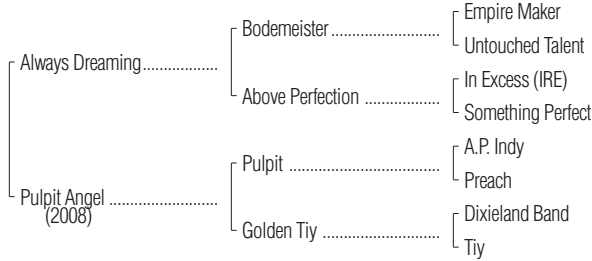 Empire Maker
Bodemeister
Untouched Talent
Always Dreaming
In Excess (IRE)
Above Perfection
Something Perfect
A.P. Indy
Pulpit
Preach
Pulpit Angel
(2008)
Dixieland Band
Golden Tiy
Tiy